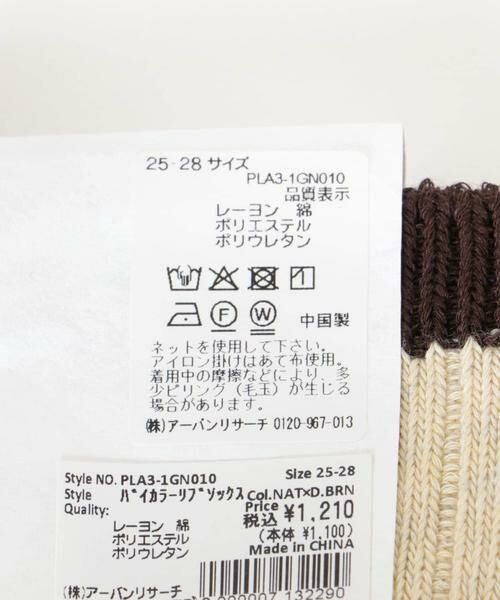 25-28 サイズ
PLA3-1GN010
品質表示
レーヨン 綿
ポリエステル
ポリウレタン
F W 中国製
ネットを使用して下さい。
アイロン掛けはあて布使用。
着用中の摩擦などにより、多
少ピリング(毛玉)が生じる
場合があります。
(株)アーバンリサーチ 0120-967-013
Style NO. PLA3-1GN010 Size 25-28
Style バイカラーリブソックス Col.NAT×D.BRN
Quality: Price
税込 ¥1,210
レーヨン 綿 (本体 ¥1,100)
ポリエステル Made in CHINA
ポリウレタン
(株)アーバンリサーチ